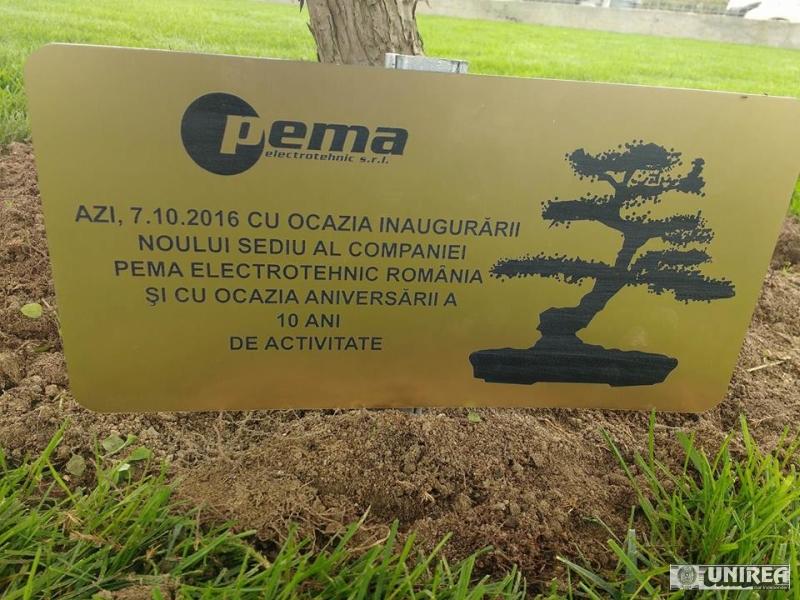 pema
electrotehnic s.r.l.
AZI, 7.10.2016 CU OCAZIA INAUGURĂRII
NOULUI SEDIU AL COMPANIEI
PEMA ELECTROTEHNIC ROMÂNIA
ŞI CU OCAZIA ANIVERSĂRII A
10 ANI
DE ACTIVITATE
UNIREA